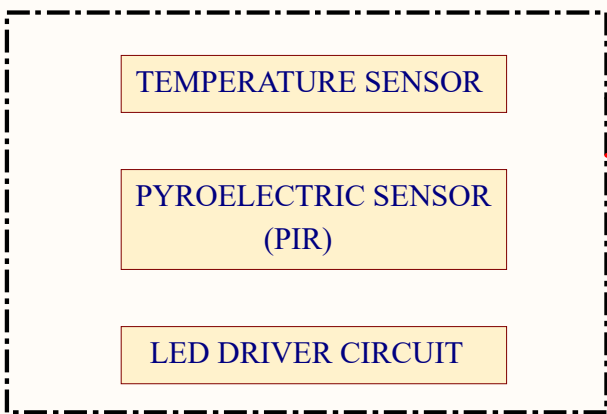 TEMPERATURE SENSOR
PYROELECTRIC SENSOR
(PIR)
LED DRIVER CIRCUIT